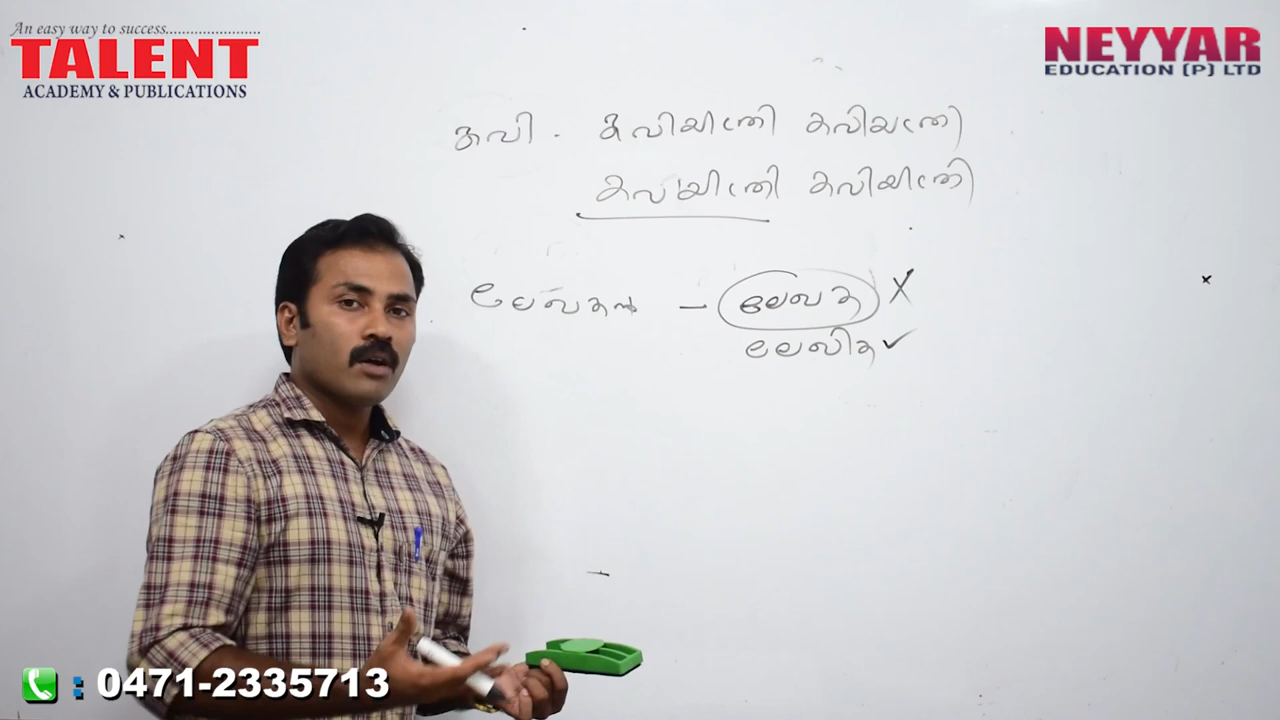 An easy way to success......................
TALENT
ACADEMY & PUBLICATIONS
NEYYAR
EDUCATION (P) LTD
കവി - കവിയിത്രി കവിയത്രി
കവയിത്രി കവിയിത്രി
ലേഖകൻ - ലേഖക X
ലേഖിക ✓
: 0471-2335713